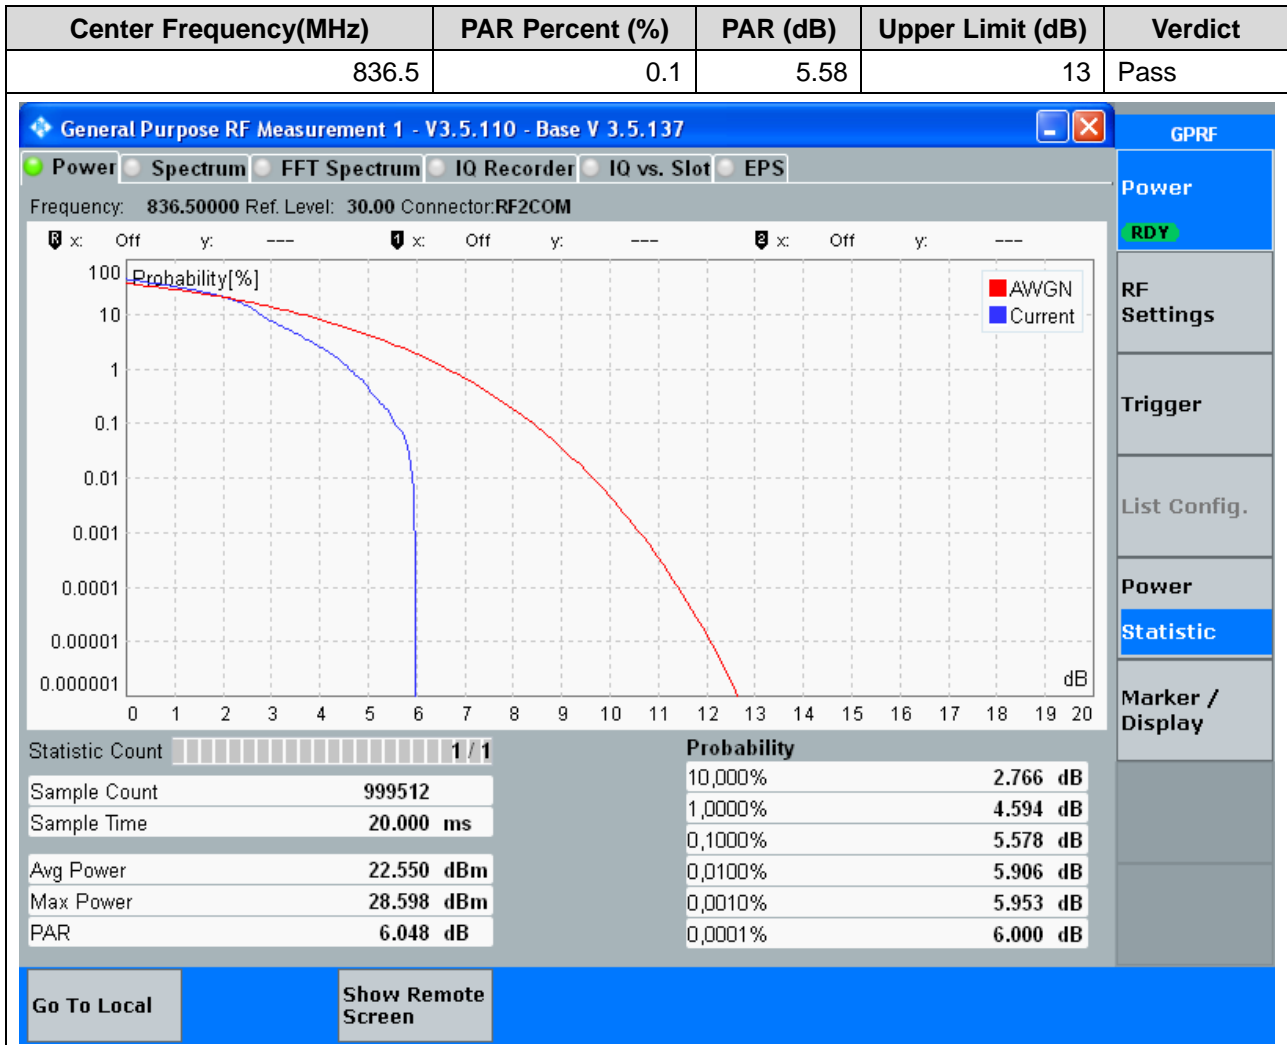 Center Frequency(MHz) PAR Percent (%) PAR (dB) Upper Limit (dB) Verdict
836.5 0.1 5.58 13 Pass
General Purpose RF Measurement 1 - V3.5.110 - Base V 3.5.137
GPRF
Power Spectrum FFT Spectrum IQ Recorder IQ vs. Slot EPS
Power
RDY
Frequency: 836.50000 Ref. Level: 30.00 Connector:RF2COM
R x: Off y: --- 1 x: Off y: --- 2 x: Off y: ---
Probability[%]
AWGN
Current
100
10
1
0.1
0.01
0.001
0.0001
0.00001
0.000001
dB
0 1 2 3 4 5 6 7 8 9 10 11 12 13 14 15 16 17 18 19 20
RF
Settings
Trigger
List Config.
Power
Statistic
Marker /
Display
Statistic Count 1 / 1
Sample Count 999512
Sample Time 20.000 ms
Avg Power 22.550 dBm
Max Power 28.598 dBm
PAR 6.048 dB
Probability
10,000% 2.766 dB
1,0000% 4.594 dB
0,1000% 5.578 dB
0,0100% 5.906 dB
0,0010% 5.953 dB
0,0001% 6.000 dB
Go To Local
Show Remote
Screen